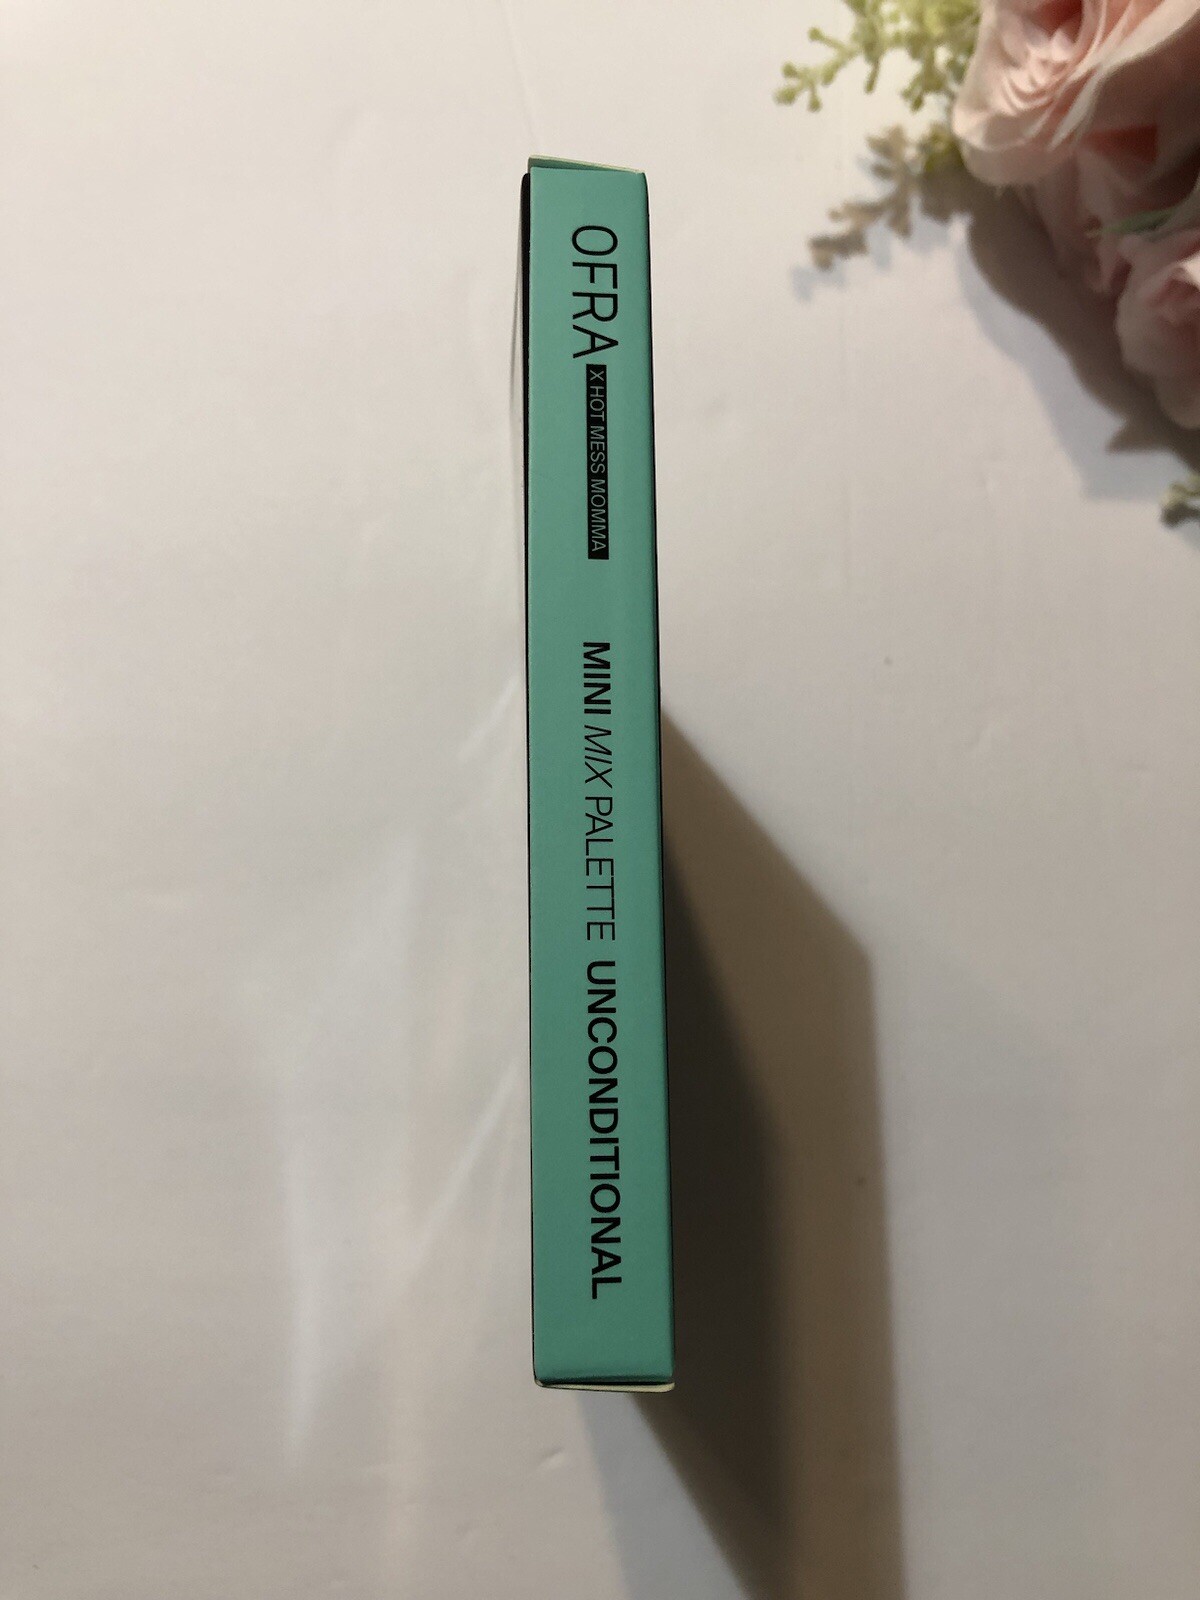 OFRA X HOT MESS MOMMA MINI MIX PALETTE UNCONDITIONAL